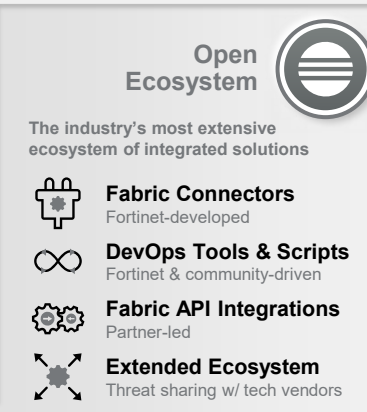 Open
Ecosystem
The industry's most extensive
ecosystem of integrated solutions
Fabric Connectors
Fortinet-developed
DevOps Tools & Scripts
Fortinet & community-driven
Fabric API Integrations
Partner-led
Extended Ecosystem
Threat sharing w/ tech vendors